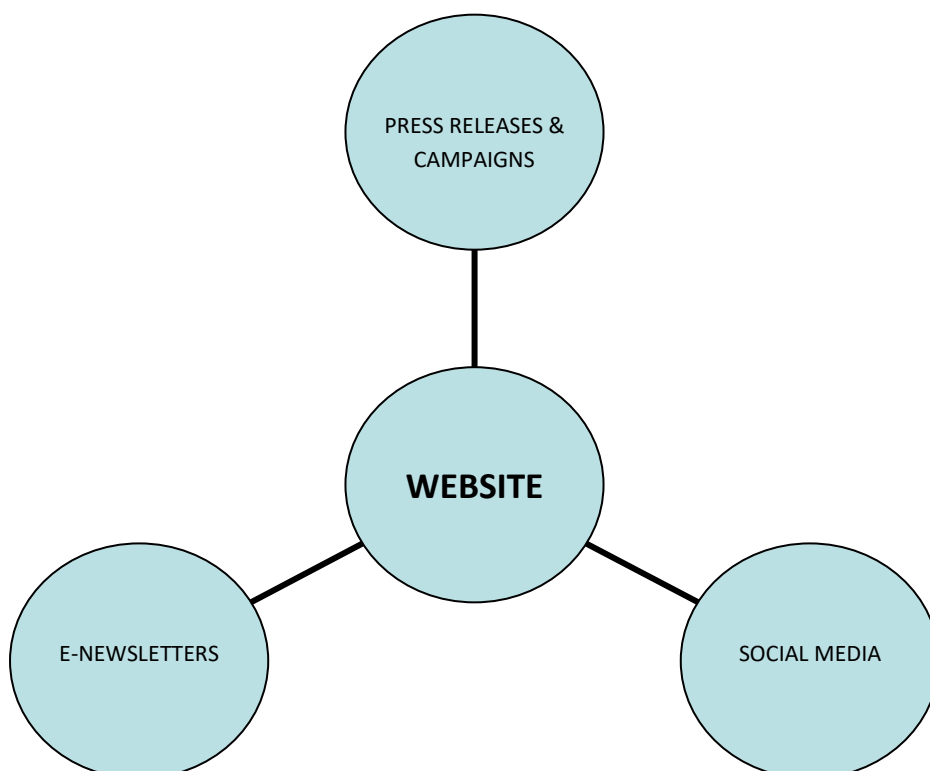 PRESS RELEASES &
CAMPAIGNS
WEBSITE
E-NEWSLETTERS
SOCIAL MEDIA